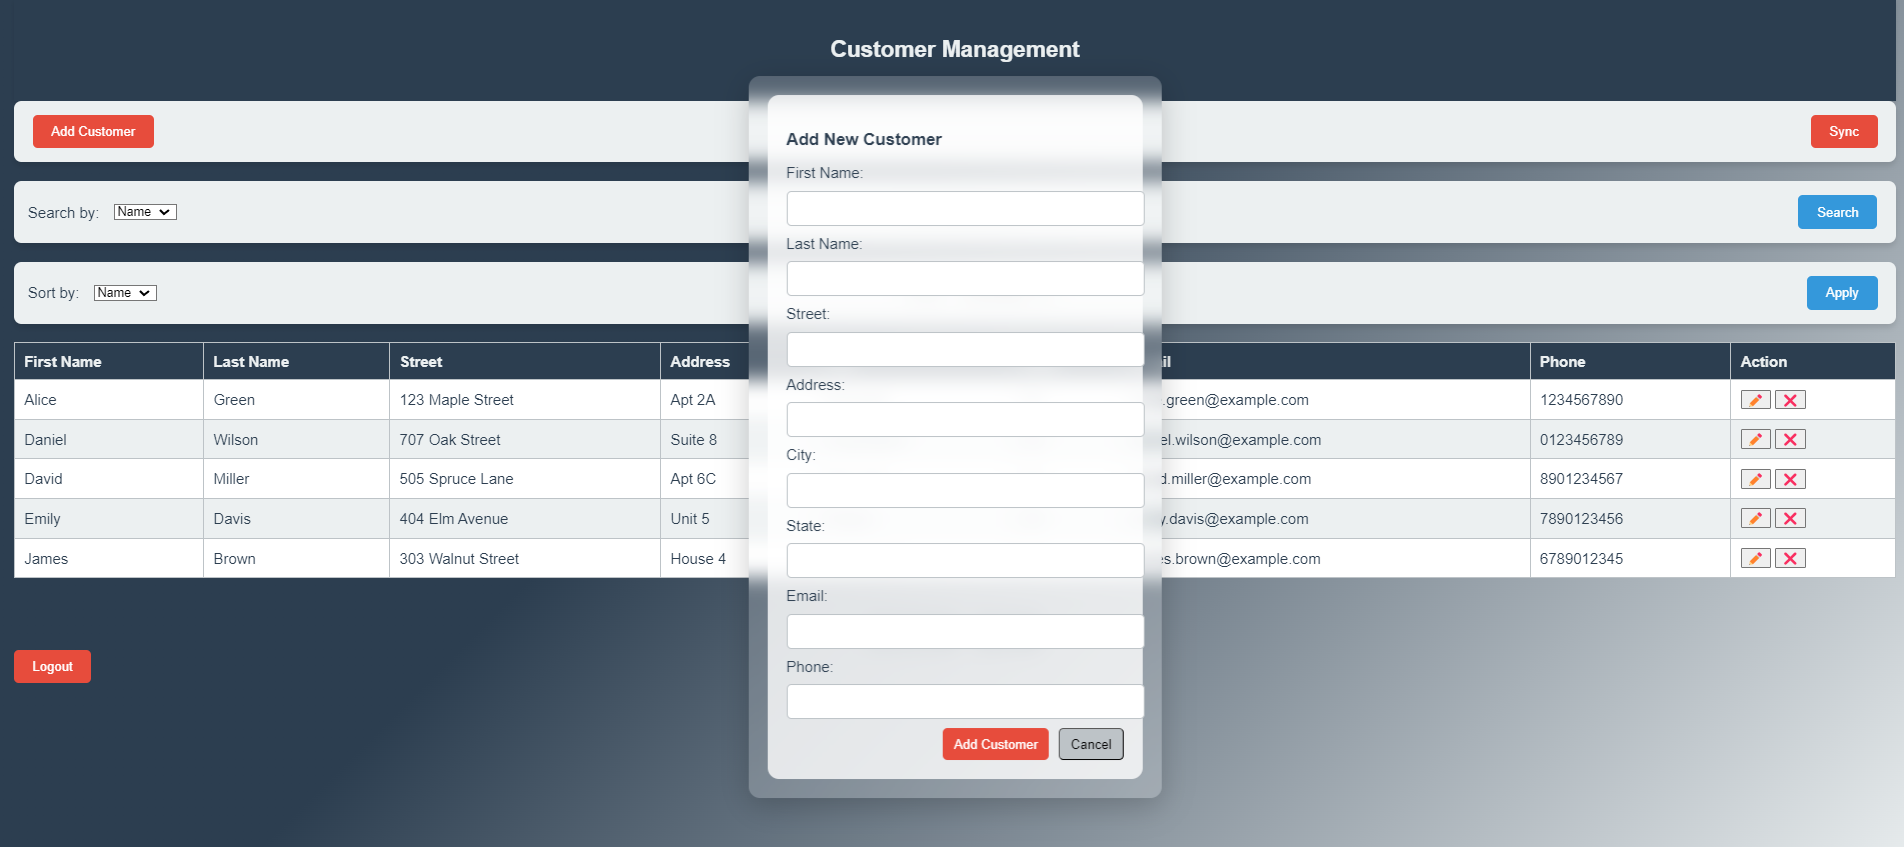 Customer Management
Add Customer
Sync
Search by: Name
Search
Sort by: Name
Apply
First Name Last Name Street Address Phone Action
Alice Green 123 Maple Street Apt 2A .green@example.com 1234567890
Daniel Wilson 707 Oak Street Suite 8 el.wilson@example.com 0123456789
David Miller 505 Spruce Lane Apt 6C d.miller@example.com 8901234567
Emily Davis 404 Elm Avenue Unit 5 y.davis@example.com 7890123456
James Brown 303 Walnut Street House 4 es.brown@example.com 6789012345
Logout
Add New Customer
First Name:
Last Name:
Street:
Address:
City:
State:
Email:
Phone:
Add Customer Cancel